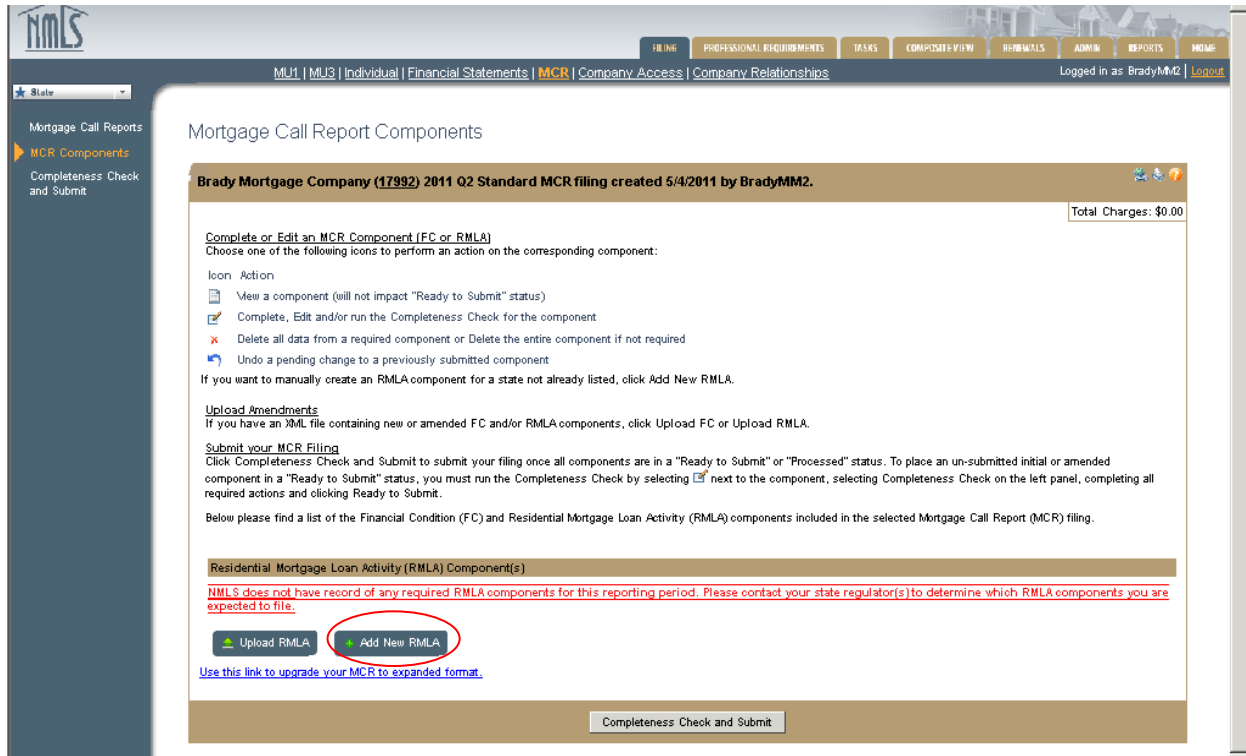 NMLS
FILING PROFESSIONAL REQUIREMENTS TASKS COMPOSITE VIEW RENEWALS ADMIN REPORTS HOME
MU1 | MU3 | Individual | Financial Statements | MCR | Company Access | Company Relationships
Logged in as BradyMM2 | Logout
State
Mortgage Call Reports
MCR Components
Completeness Check
and Submit
Mortgage Call Report Components
Brady Mortgage Company (17992) 2011 Q2 Standard MCR filing created 5/4/2011 by BradyMM2.
Total Charges: $0.00
Complete or Edit an MCR Component (FC or RMLA)
Choose one of the following icons to perform an action on the corresponding component:
Icon Action
View a component (will not impact "Ready to Submit" status)
Complete, Edit and/or run the Completeness Check for the component
Delete all data from a required component or Delete the entire component if not required
Undo a pending change to a previously submitted component
If you want to manually create an RMLA component for a state not already listed, click Add New RMLA.
Upload Amendments
If you have an XML file containing new or amended FC and/or RMLA components, click Upload FC or Upload RMLA.
Submit your MCR Filing
Click Completeness Check and Submit to submit your filing once all components are in a "Ready to Submit" or "Processed" status. To place an un-submitted initial or amended
component in a "Ready to Submit" status, you must run the Completeness Check by selecting next to the component, selecting Completeness Check on the left panel, completing all
required actions and clicking Ready to Submit.
Below please find a list of the Financial Condition (FC) and Residential Mortgage Loan Activity (RMLA) components included in the selected Mortgage Call Report (MCR) filing.
Residential Mortgage Loan Activity (RMLA) Component(s)
NMLS does not have record of any required RMLA components for this reporting period. Please contact your state regulator(s) to determine which RMLA components you are
expected to file.
Upload RMLA
Add New RMLA
Use this link to upgrade your MCR to expanded format.
Completeness Check and Submit